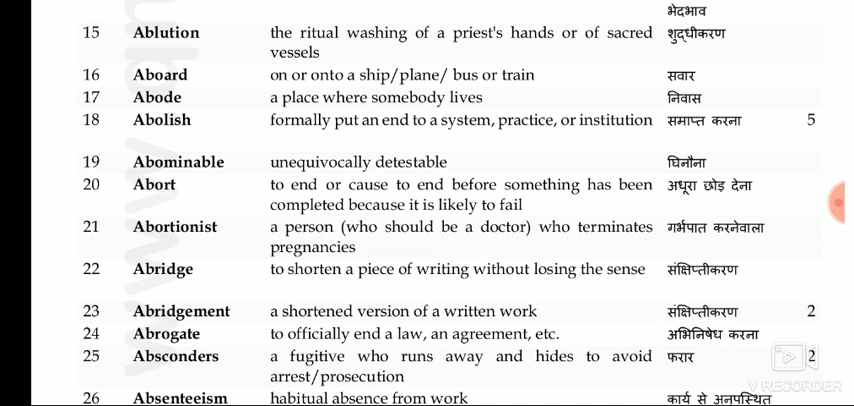 भेदभाव
15 Ablution the ritual washing of a priest's hands or of sacred शुद्धीकरण
vessels
16 Aboard on or onto a ship/plane/ bus or train सवार
17 Abode a place where somebody lives निवास
18 Abolish formally put an end to a system, practice, or institution समाप्त करना 5
19 Abominable unequivocally detestable घिनौना
20 Abort to end or cause to end before something has been अधूरा छोड़ देना
completed because it is likely to fail
21 Abortionist a person (who should be a doctor) who terminates गर्भपात करनेवाला
pregnancies
22 Abridge to shorten a piece of writing without losing the sense संक्षिप्तीकरण
23 Abridgement a shortened version of a written work संक्षिप्तीकरण 2
24 Abrogate to officially end a law, an agreement, etc. अभिनिषेध करना
25 Absconders a fugitive who runs away and hides to avoid फरार 2
arrest/prosecution
V RECORDER
26 Absenteeism habitual absence from work कार्य से अनुपस्थित